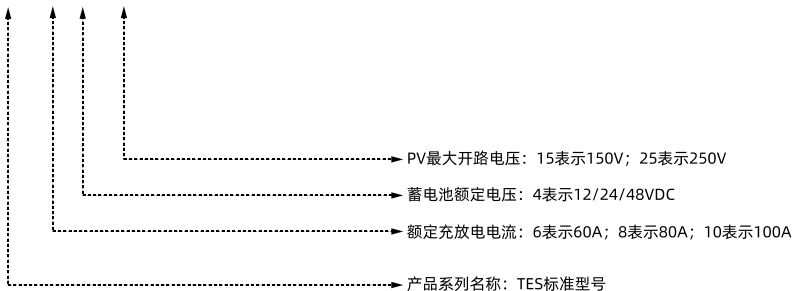 PV最大开路电压：15表示150V；25表示250V
蓄电池额定电压：4表示12/24/48VDC
额定充放电电流：6表示60A；8表示80A；10表示100A
产品系列名称：TES标准型号